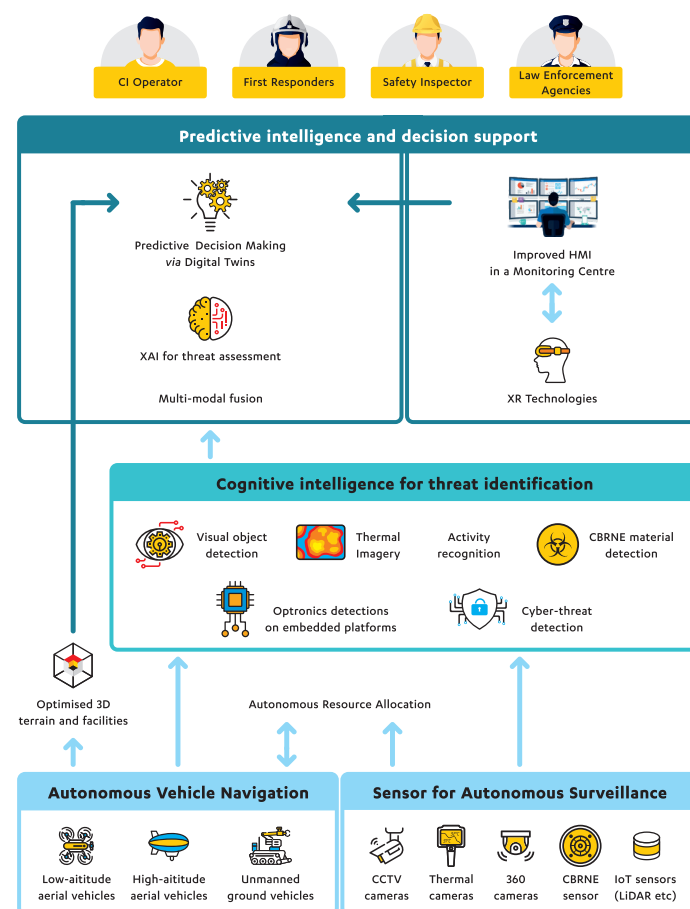 CI Operator
First Responders
Safety Inspector
Law Enforcement
Agencies
Predictive intelligence and decision support
Predictive Decision Making
via Digital Twins
XAI for threat assessment
Multi-modal fusion
Improved HMI
in a Monitoring Centre
XR Technologies
Cognitive intelligence for threat identification
Visual object
detection
Thermal
Imagery
Activity
recognition
CBRNE material
detection
Optronics detections
on embedded platforms
Cyber-threat
detection
Optimised 3D
terrain and facilities
Autonomous Resource Allocation
Autonomous Vehicle Navigation
Low-aititude
aerial vehicles
High-aititude
aerial vehicles
Unmanned
ground vehicles
Sensor for Autonomous Surveillance
CCTV
cameras
Thermal
cameras
360
cameras
CBRNE
sensor
IoT sensors
(LiDAR etc)